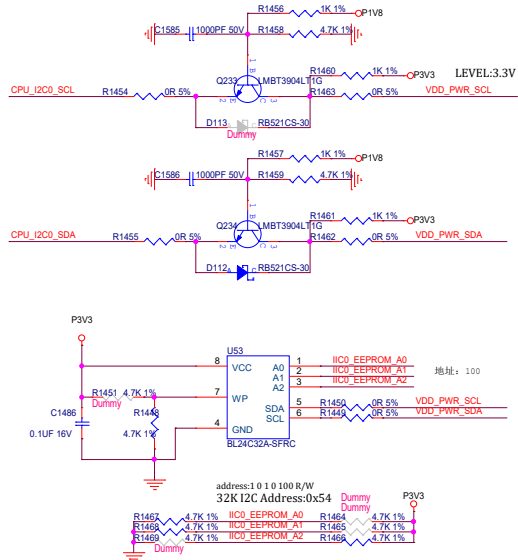 R1456 1K 1% P1V8
C1585 1000PF 50V R1458 4.7K 1%
1
B
Q233 LMBT3904LT1G
R1460 1K 1% P3V3 LEVEL:3.3V
CPU_I2C0_SCL R1454 0R 5% 2 E C 3 R1463 0R 5% VDD_PWR_SCL
D113 A C RB521CS-30
Dummy
R1457 1K 1% P1V8
C1586 1000PF 50V R1459 4.7K 1%
1
B
Q234 LMBT3904LT1G
R1461 1K 1% P3V3
CPU_I2C0_SDA R1455 0R 5% 2 E C 3 R1462 0R 5% VDD_PWR_SDA
D112 A C RB521CS-30
P3V3
U53
8 VCC A0 1 IIC0_EEPROM_A0
A1 2 IIC0_EEPROM_A1 地址: 100
A2 3 IIC0_EEPROM_A2
R1451 4.7K 1% 7 WP
Dummy
C1486 R1448 SDA 5 R1450 0R 5% VDD_PWR_SCL
SCL 6 R1449 0R 5% VDD_PWR_SDA
0.1UF 16V 4.7K 1% 4 GND
BL24C32A-SFRC
address:1 0 1 0 100 R/W
32K I2C Address:0x54
Dummy
Dummy
P3V3
R1467 4.7K 1% IIC0_EEPROM_A0 R1464 4.7K 1%
R1468 4.7K 1% IIC0_EEPROM_A1 R1465 4.7K 1%
R1469 4.7K 1% IIC0_EEPROM_A2 R1466 4.7K 1%
Dummy